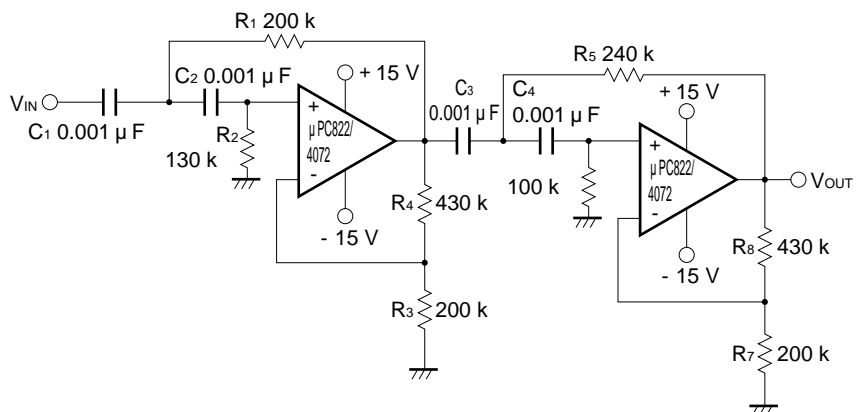 R1 200 k
VIN
C1 0.001 μ F
C2 0.001 μ F
R2
130 k
+
μ PC822/
4072
-
+ 15 V
- 15 V
R4 430 k
R3 200 k
C3
0.001 μ F
C4
0.001 μ F
R5 240 k
100 k
+
μ PC822/
4072
-
+ 15 V
- 15 V
VOUT
R8 430 k
R7 200 k